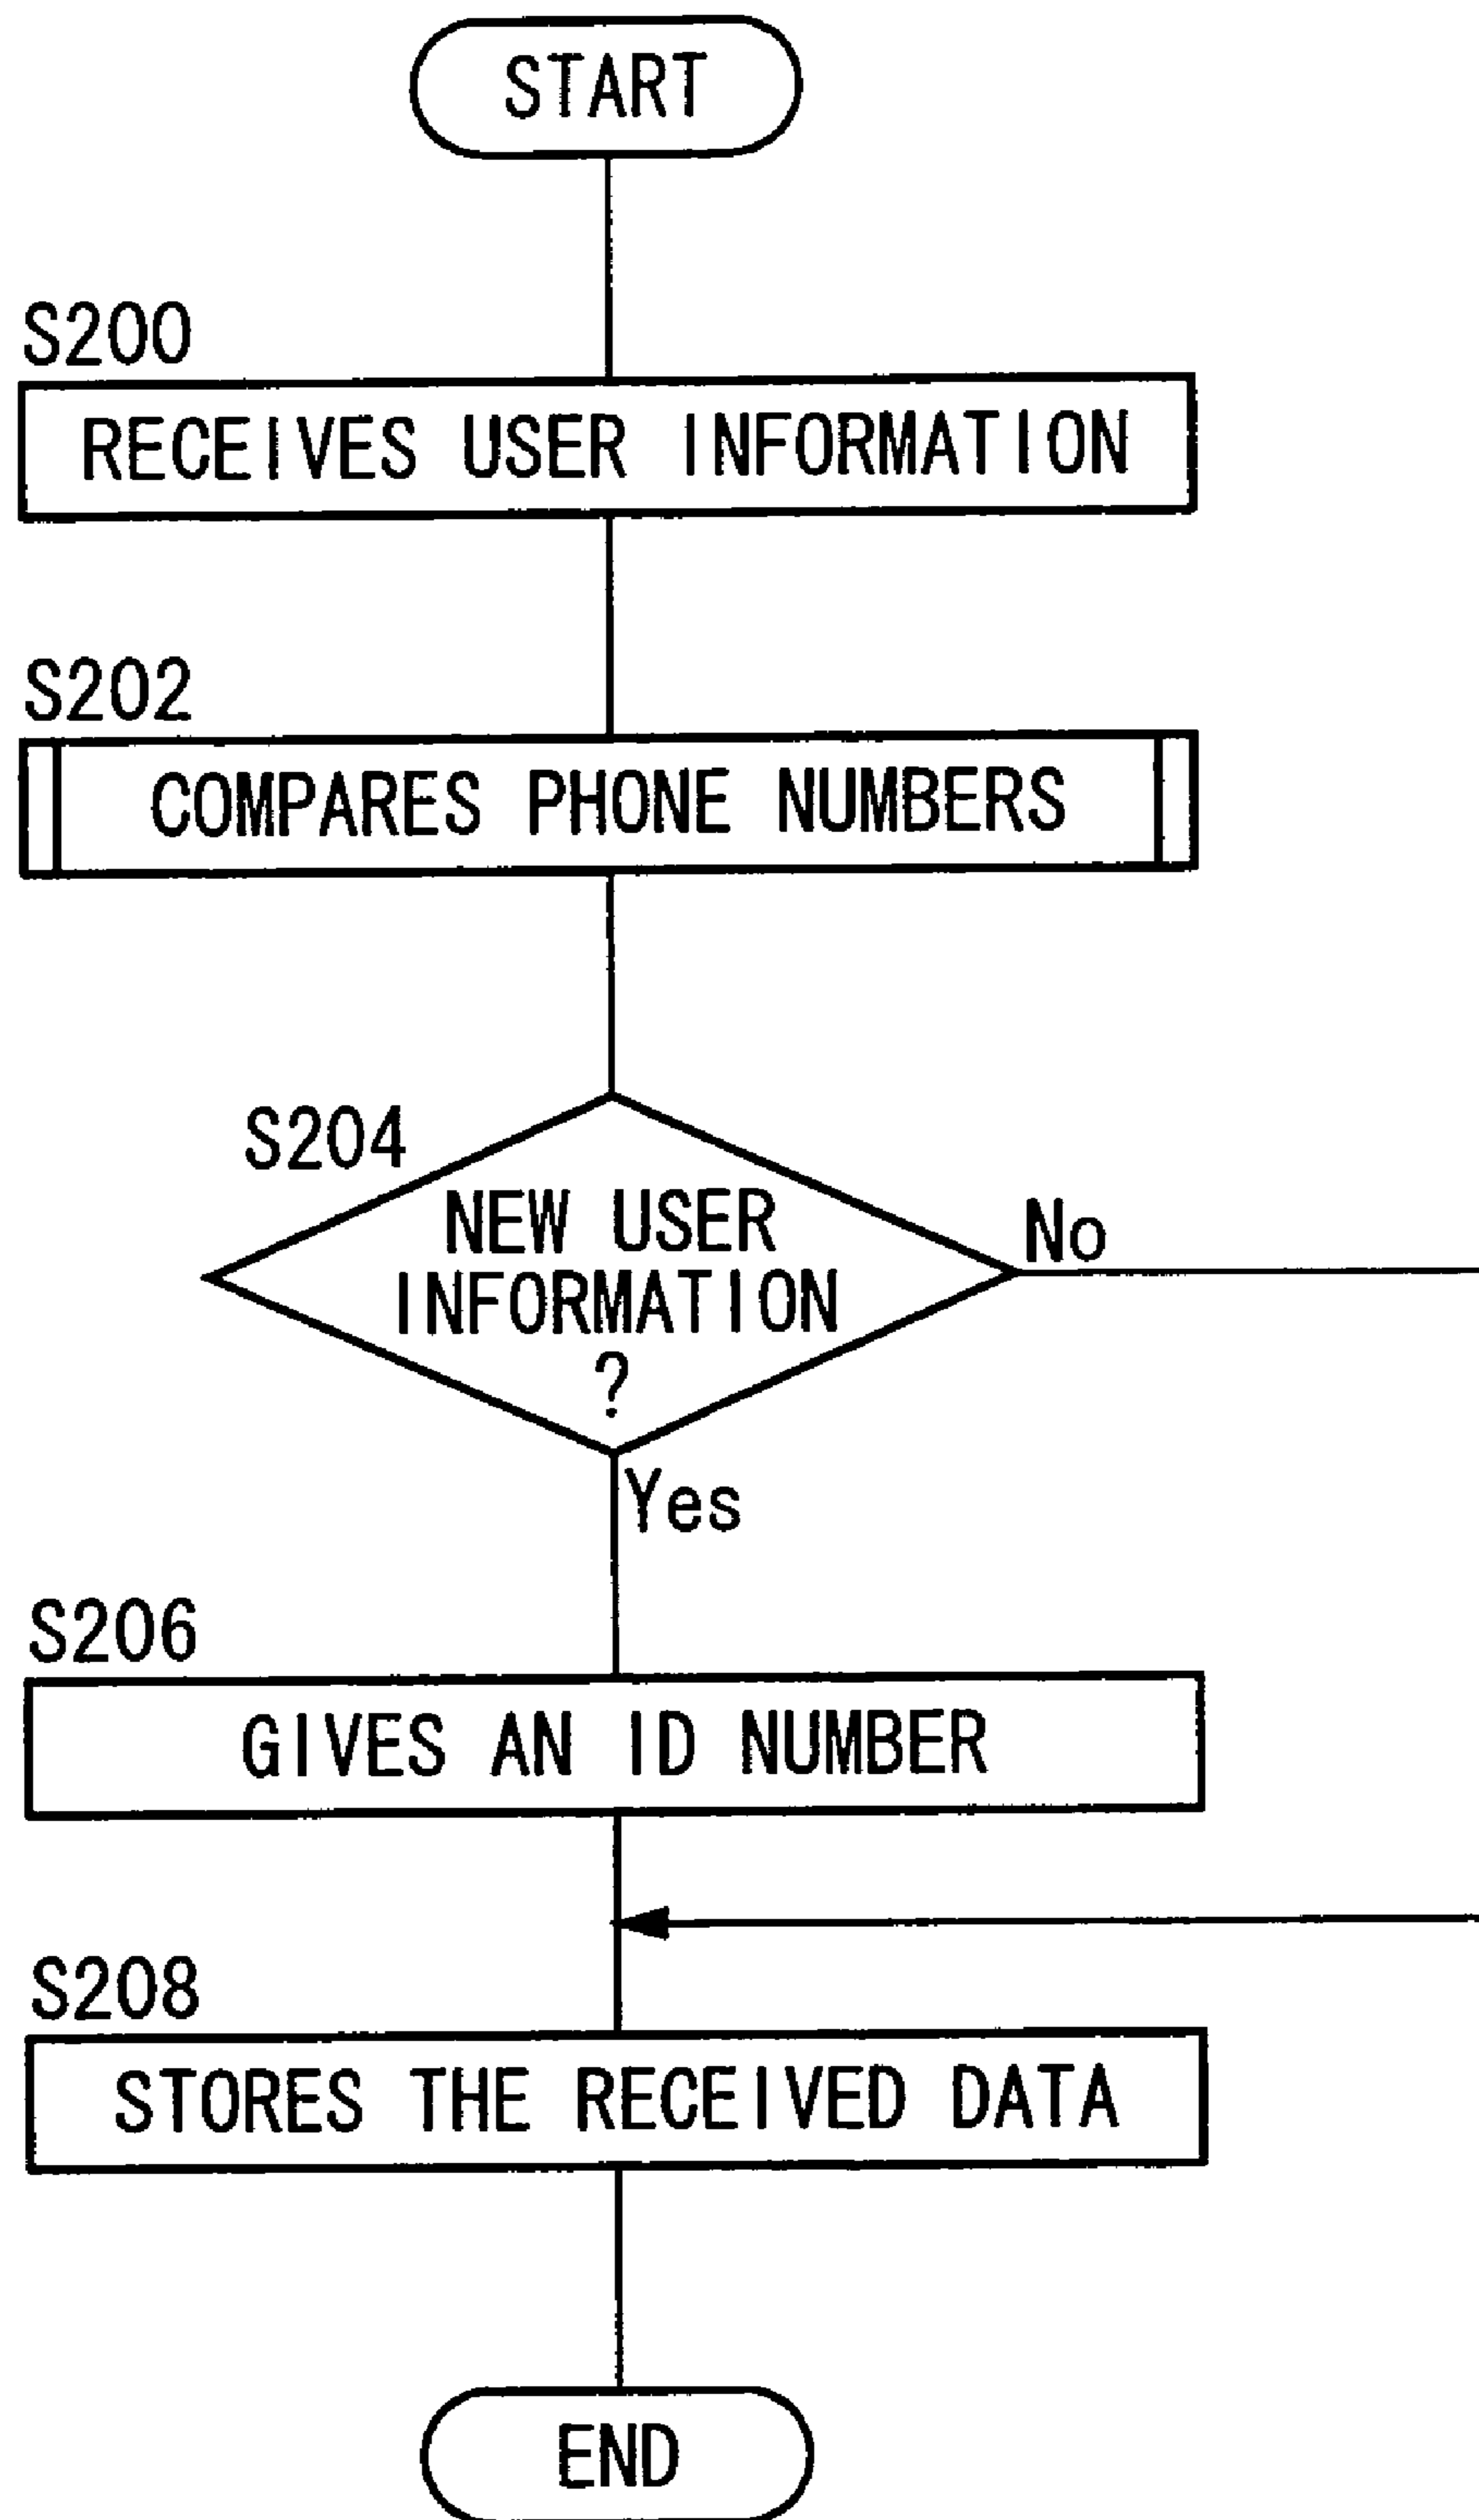 START
S200
RECEIVES USER INFORMATION
S202
COMPARES PHONE NUMBERS
S204
NEW USER
INFORMATION
?
No
Yes
S206
GIVES AN ID NUMBER
S208
STORES THE RECEIVED DATA
END